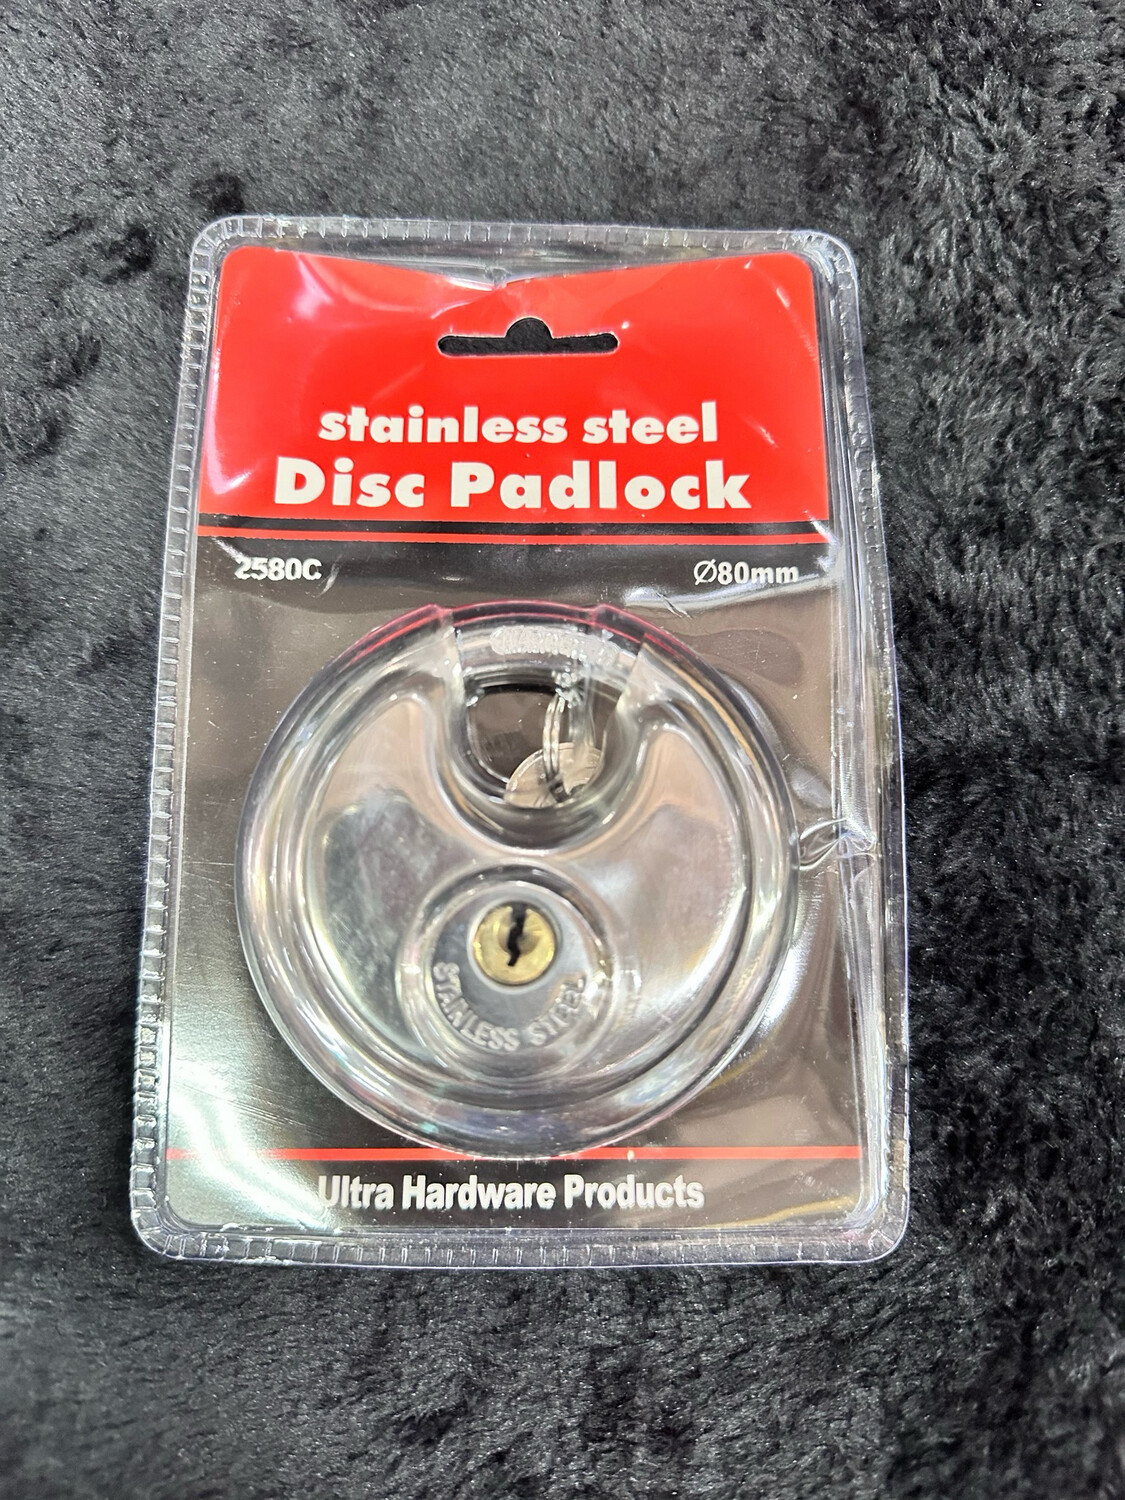 stainless steel
Disc Padlock
2580C
Ø80mm
STAINLESS STEEL
Ultra Hardware Products